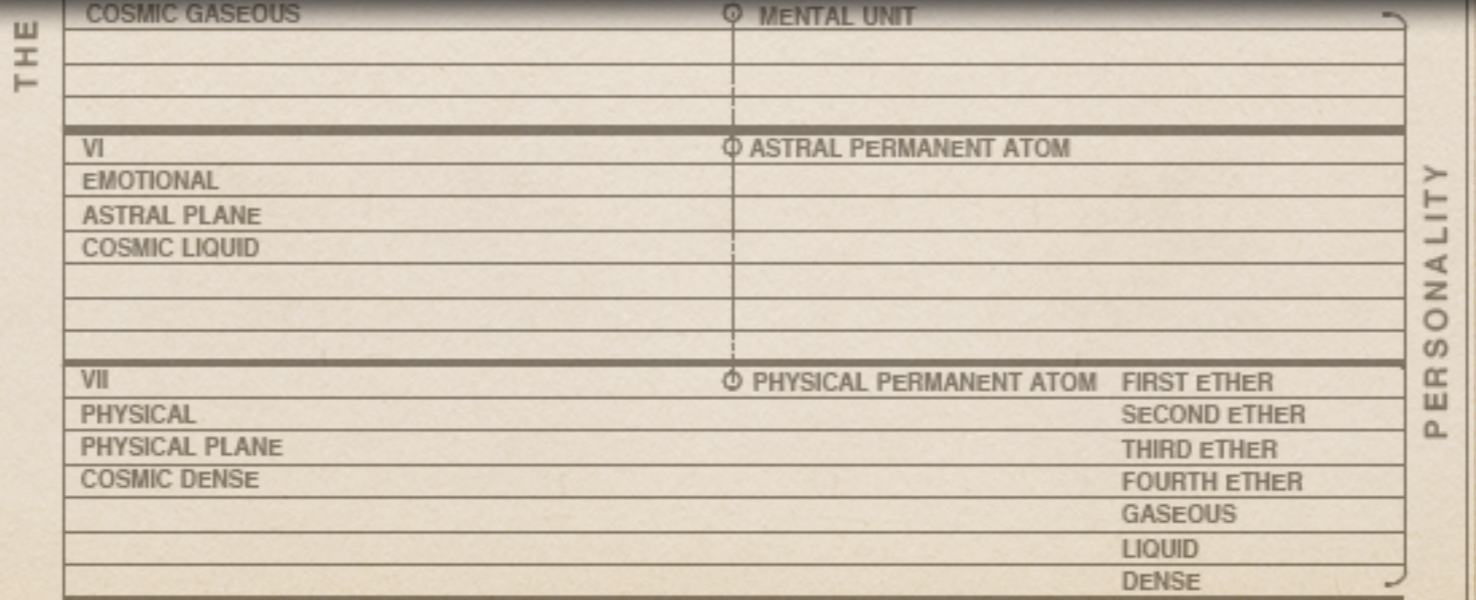 THE
COSMIC GASEOUS MENTAL UNIT
VI ASTRAL PERMANENT ATOM
EMOTIONAL
ASTRAL PLANE
COSMIC LIQUID
VII PHYSICAL PERMANENT ATOM FIRST ETHER
PHYSICAL SECOND ETHER
PHYSICAL PLANE THIRD ETHER
COSMIC DENSE FOURTH ETHER
GASEOUS
LIQUID
DENSE
PERSONALITY